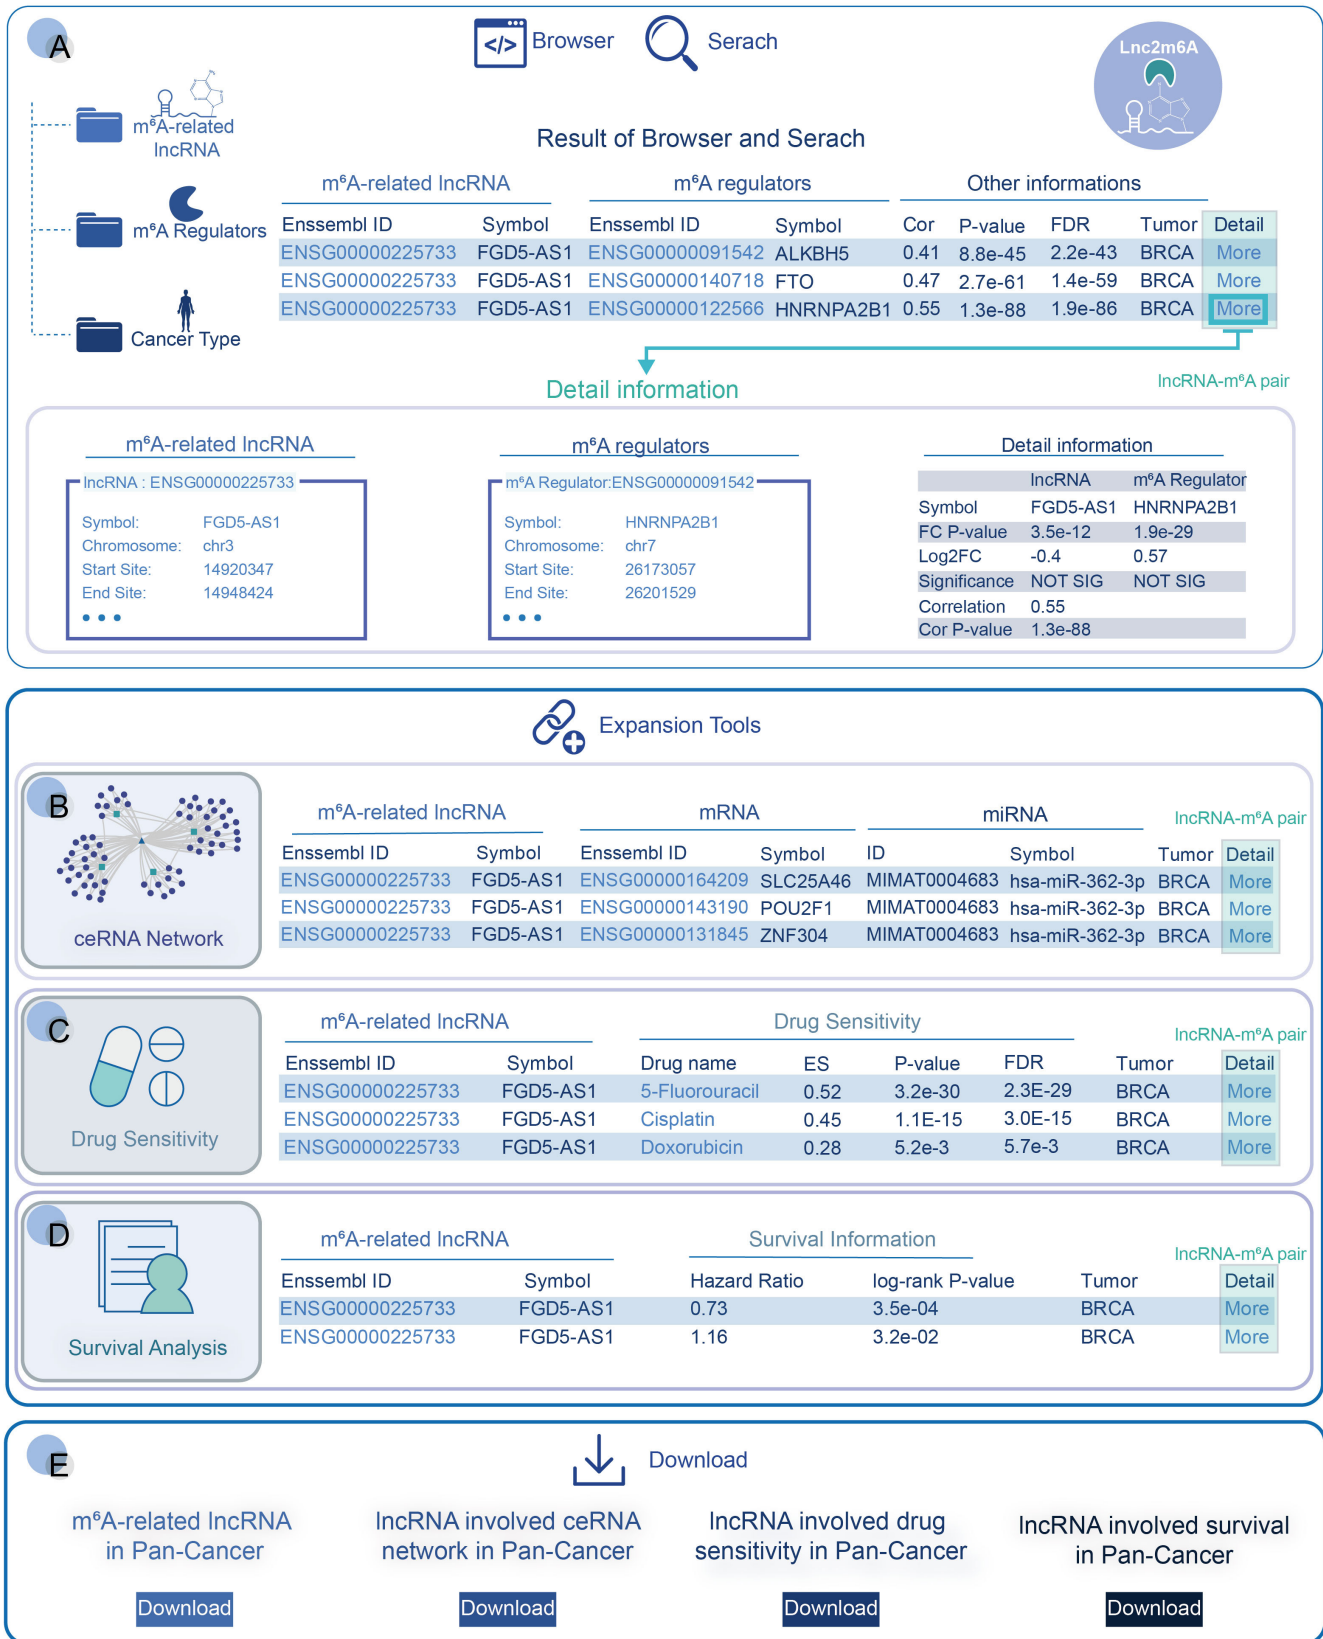 A
Browser
Serach
Lnc2m6A
m⁶A-related
lncRNA
m⁶A Regulators
Cancer Type
Result of Browser and Serach
m⁶A-related lncRNA m⁶A regulators Other informations
Enssembl ID Symbol Enssembl ID Symbol Cor P-value FDR Tumor Detail
ENSG00000225733 FGD5-AS1 ENSG00000091542 ALKBH5 0.41 8.8e-45 2.2e-43 BRCA More
ENSG00000225733 FGD5-AS1 ENSG00000140718 FTO 0.47 2.7e-61 1.4e-59 BRCA More
ENSG00000225733 FGD5-AS1 ENSG00000122566 HNRNPA2B1 0.55 1.3e-88 1.9e-86 BRCA More
Detail information
lncRNA-m⁶A pair
m⁶A-related lncRNA
lncRNA : ENSG00000225733
Symbol: FGD5-AS1
Chromosome: chr3
Start Site: 14920347
End Site: 14948424
m⁶A regulators
m⁶A Regulator:ENSG00000091542
Symbol: HNRNPA2B1
Chromosome: chr7
Start Site: 26173057
End Site: 26201529
Detail information
lncRNA m⁶A Regulator
Symbol FGD5-AS1 HNRNPA2B1
FC P-value 3.5e-12 1.9e-29
Log2FC -0.4 0.57
Significance NOT SIG NOT SIG
Correlation 0.55
Cor P-value 1.3e-88
Expansion Tools
B
ceRNA Network
m⁶A-related lncRNA mRNA miRNA lncRNA-m⁶A pair
Enssembl ID Symbol Enssembl ID Symbol ID Symbol Tumor Detail
ENSG00000225733 FGD5-AS1 ENSG00000164209 SLC25A46 MIMAT0004683 hsa-miR-362-3p BRCA More
ENSG00000225733 FGD5-AS1 ENSG00000143190 POU2F1 MIMAT0004683 hsa-miR-362-3p BRCA More
ENSG00000225733 FGD5-AS1 ENSG00000131845 ZNF304 MIMAT0004683 hsa-miR-362-3p BRCA More
C
Drug Sensitivity
m⁶A-related lncRNA Drug Sensitivity lncRNA-m⁶A pair
Enssembl ID Symbol Drug name ES P-value FDR Tumor Detail
ENSG00000225733 FGD5-AS1 5-Fluorouracil 0.52 3.2e-30 2.3E-29 BRCA More
ENSG00000225733 FGD5-AS1 Cisplatin 0.45 1.1E-15 3.0E-15 BRCA More
ENSG00000225733 FGD5-AS1 Doxorubicin 0.28 5.2e-3 5.7e-3 BRCA More
D
Survival Analysis
m⁶A-related lncRNA Survival Information lncRNA-m⁶A pair
Enssembl ID Symbol Hazard Ratio log-rank P-value Tumor Detail
ENSG00000225733 FGD5-AS1 0.73 3.5e-04 BRCA More
ENSG00000225733 FGD5-AS1 1.16 3.2e-02 BRCA More
E
Download
m⁶A-related lncRNA
in Pan-Cancer
Download
lncRNA involved ceRNA
network in Pan-Cancer
Download
lncRNA involved drug
sensitivity in Pan-Cancer
Download
lncRNA involved survival
in Pan-Cancer
Download